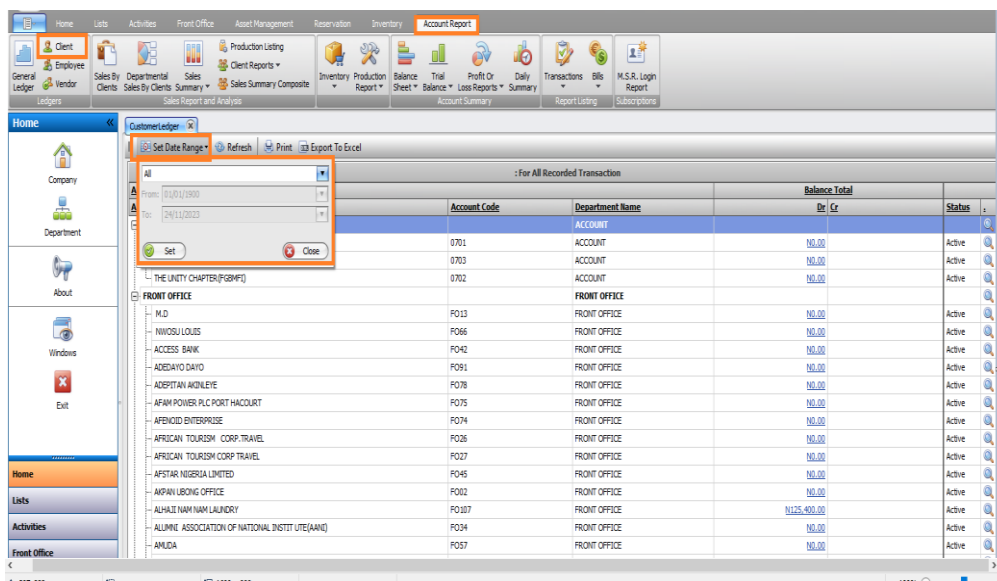 Home Lists Activities Front Office Asset Management Reservation Inventory Account Report
Client
Employee
Vendor
General Ledger
Ledgers
Sales By Clients
Departmental Sales By Clients
Sales Summary
Production Listing
Client Reports
Sales Summary Composite
Sales Report and Analysis
Inventory
Production Report
Balance Sheet
Trial Balance
Profit Or Loss Reports
Daily Summary
Account Summary
Transactions
Bills
Report Listing
M.S.R. Login Report
Subscriptions
Home «
Company
Department
About
Windows
Exit
Home
Lists
Activities
Front Office
CustomerLedger
Set Date Range Refresh Print Export To Excel
: For All Recorded Transaction
All
From: 01/01/1900
To: 24/11/2023
Set Close
Balance Total
Account Code Department Name Dr Cr Status .
ACCOUNT
0701 ACCOUNT N0.00 Active
0703 ACCOUNT N0.00 Active
THE UNITY CHAPTER(FGBMFI) 0702 ACCOUNT N0.00 Active
FRONT OFFICE FRONT OFFICE
M.D FO13 FRONT OFFICE N0.00 Active
NWOSU LOUIS FO66 FRONT OFFICE N0.00 Active
ACCESS BANK FO42 FRONT OFFICE N0.00 Active
ADEDAYO DAYO FO91 FRONT OFFICE N0.00 Active
ADEPITAN AKINLEYE FO78 FRONT OFFICE N0.00 Active
AFAM POWER PLC PORT HACOURT FO75 FRONT OFFICE N0.00 Active
AFENOID ENTERPRISE FO74 FRONT OFFICE N0.00 Active
AFRICAN TOURISM CORP.TRAVEL FO26 FRONT OFFICE N0.00 Active
AFRICAN TOURISM CORP TRAVEL FO27 FRONT OFFICE N0.00 Active
AFSTAR NIGERIA LIMITED FO45 FRONT OFFICE N0.00 Active
AKPAN UBONG OFFICE FO02 FRONT OFFICE N0.00 Active
ALHAJI NAM NAM LAUNDRY FO107 FRONT OFFICE N125,400.00 Active
ALUMNI ASSOCIATION OF NATIONAL INSTIT UTE(AANI) FO34 FRONT OFFICE N0.00 Active
AMUDA FO57 FRONT OFFICE N0.00 Active